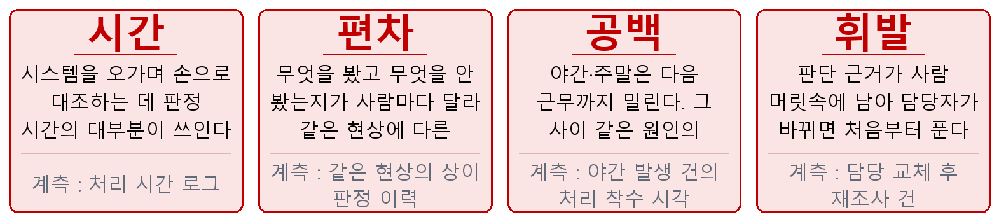 시간
시스템을 오가며 손으로
대조하는 데 판정
시간의 대부분이 쓰인다
계측 : 처리 시간 로그
편차
무엇을 봤고 무엇을 안
봤는지가 사람마다 달라
같은 현상에 다른
계측 : 같은 현상의 상이
판정 이력
공백
야간·주말은 다음
근무까지 밀린다. 그
사이 같은 원인의
계측 : 야간 발생 건의
처리 착수 시각
휘발
판단 근거가 사람
머릿속에 남아 담당자가
바뀌면 처음부터 푼다
계측 : 담당 교체 후
재조사 건